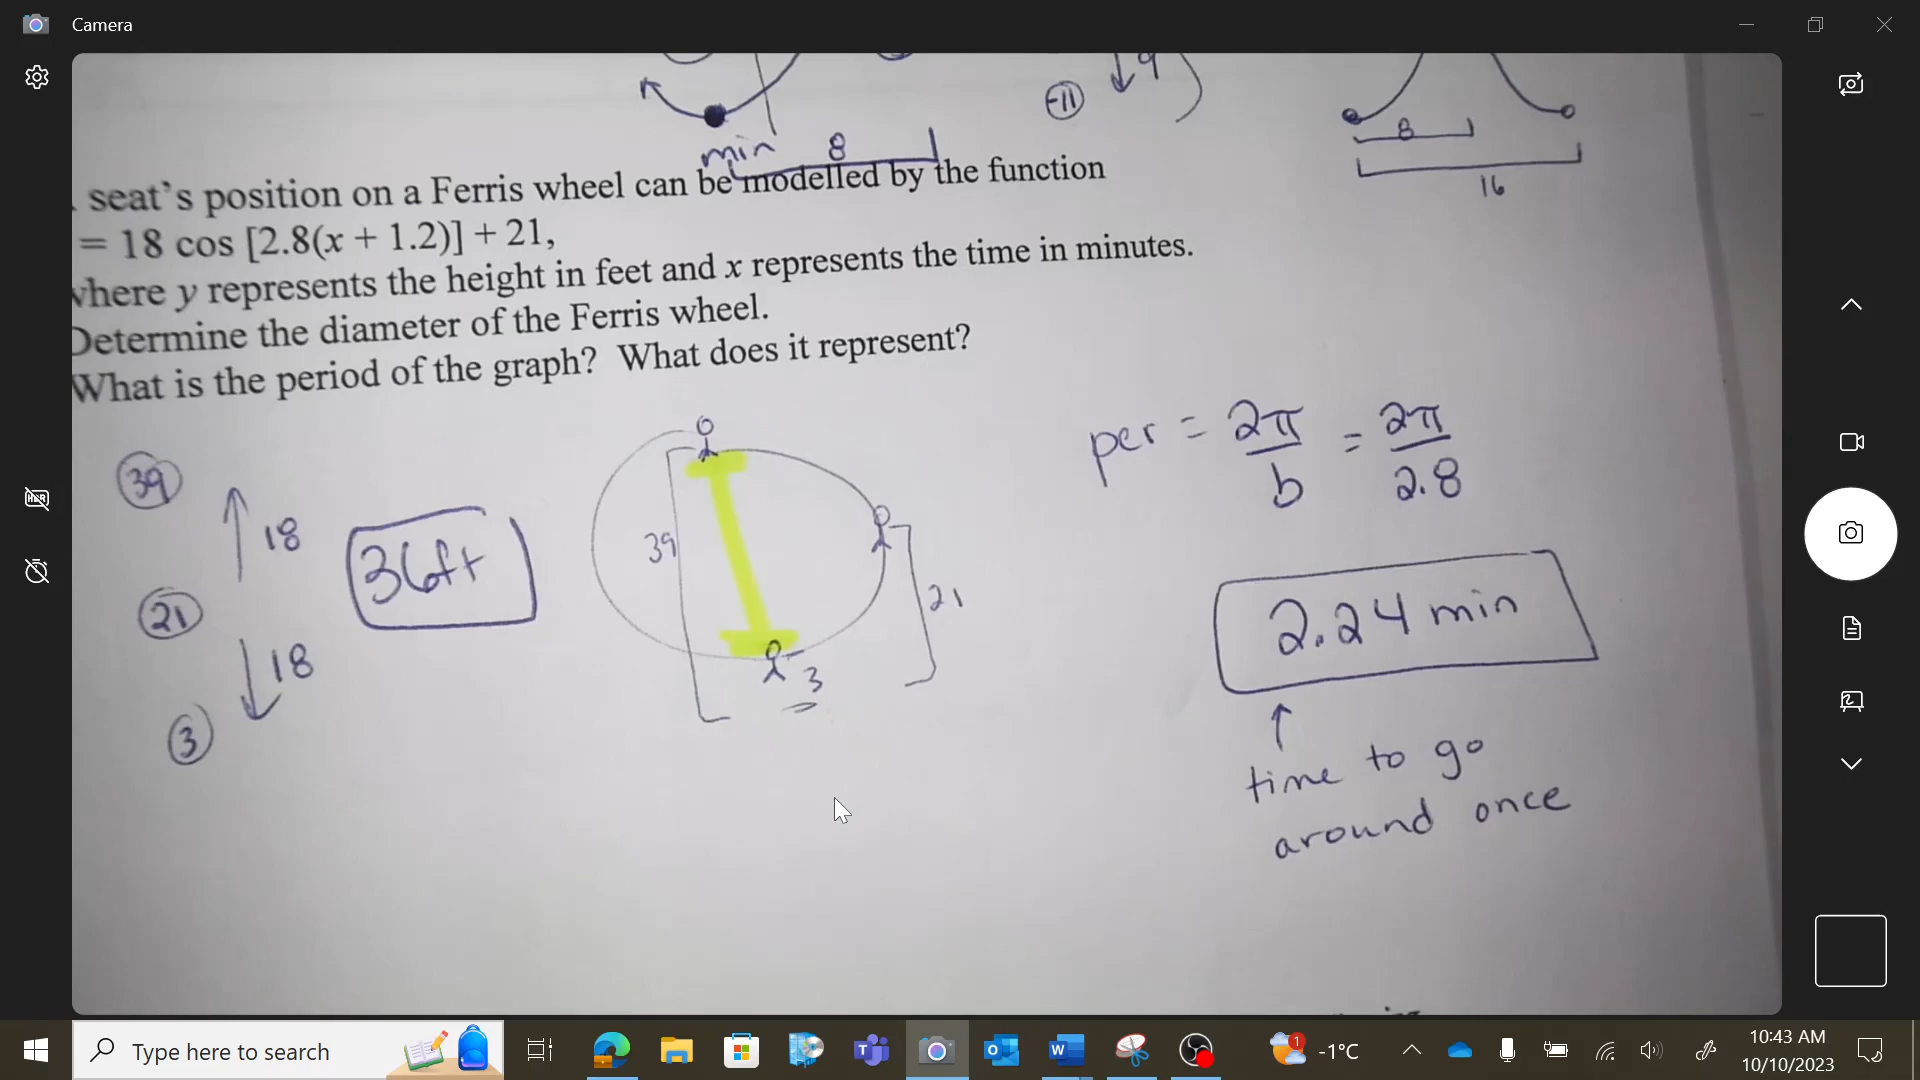 Camera
9
-11
8
min 8
16
seat's position on a Ferris wheel can be modelled by the function
= 18 cos [2.8(x + 1.2)] + 21,
where y represents the height in feet and x represents the time in minutes.
Determine the diameter of the Ferris wheel.
What is the period of the graph? What does it represent?
39
18
36ft
21
18
3
39
21
3
per = 2π/b = 2π/2.8
2.24 min
time to go
around once
Type here to search
1
-1°C
10:43 AM
10/10/2023